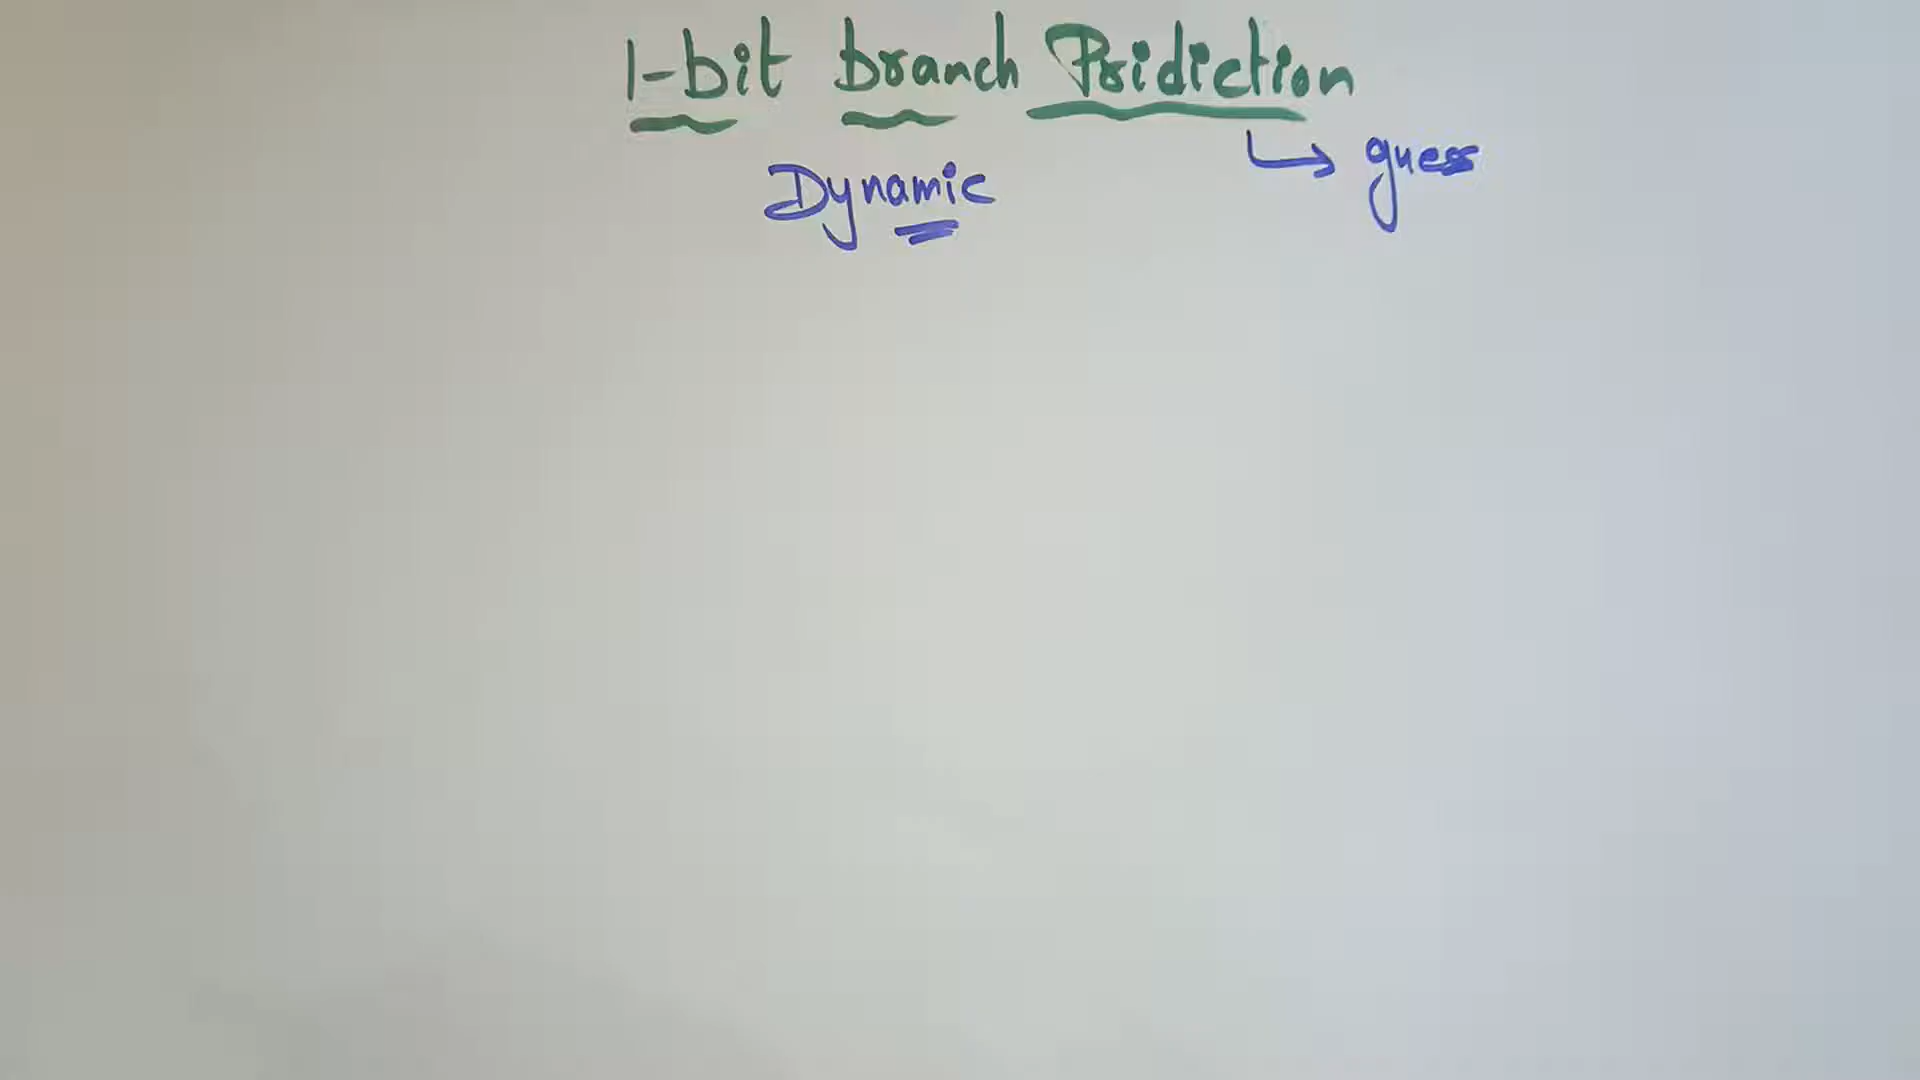 1-bit branch Pridiction
Dynamic
↳ guess